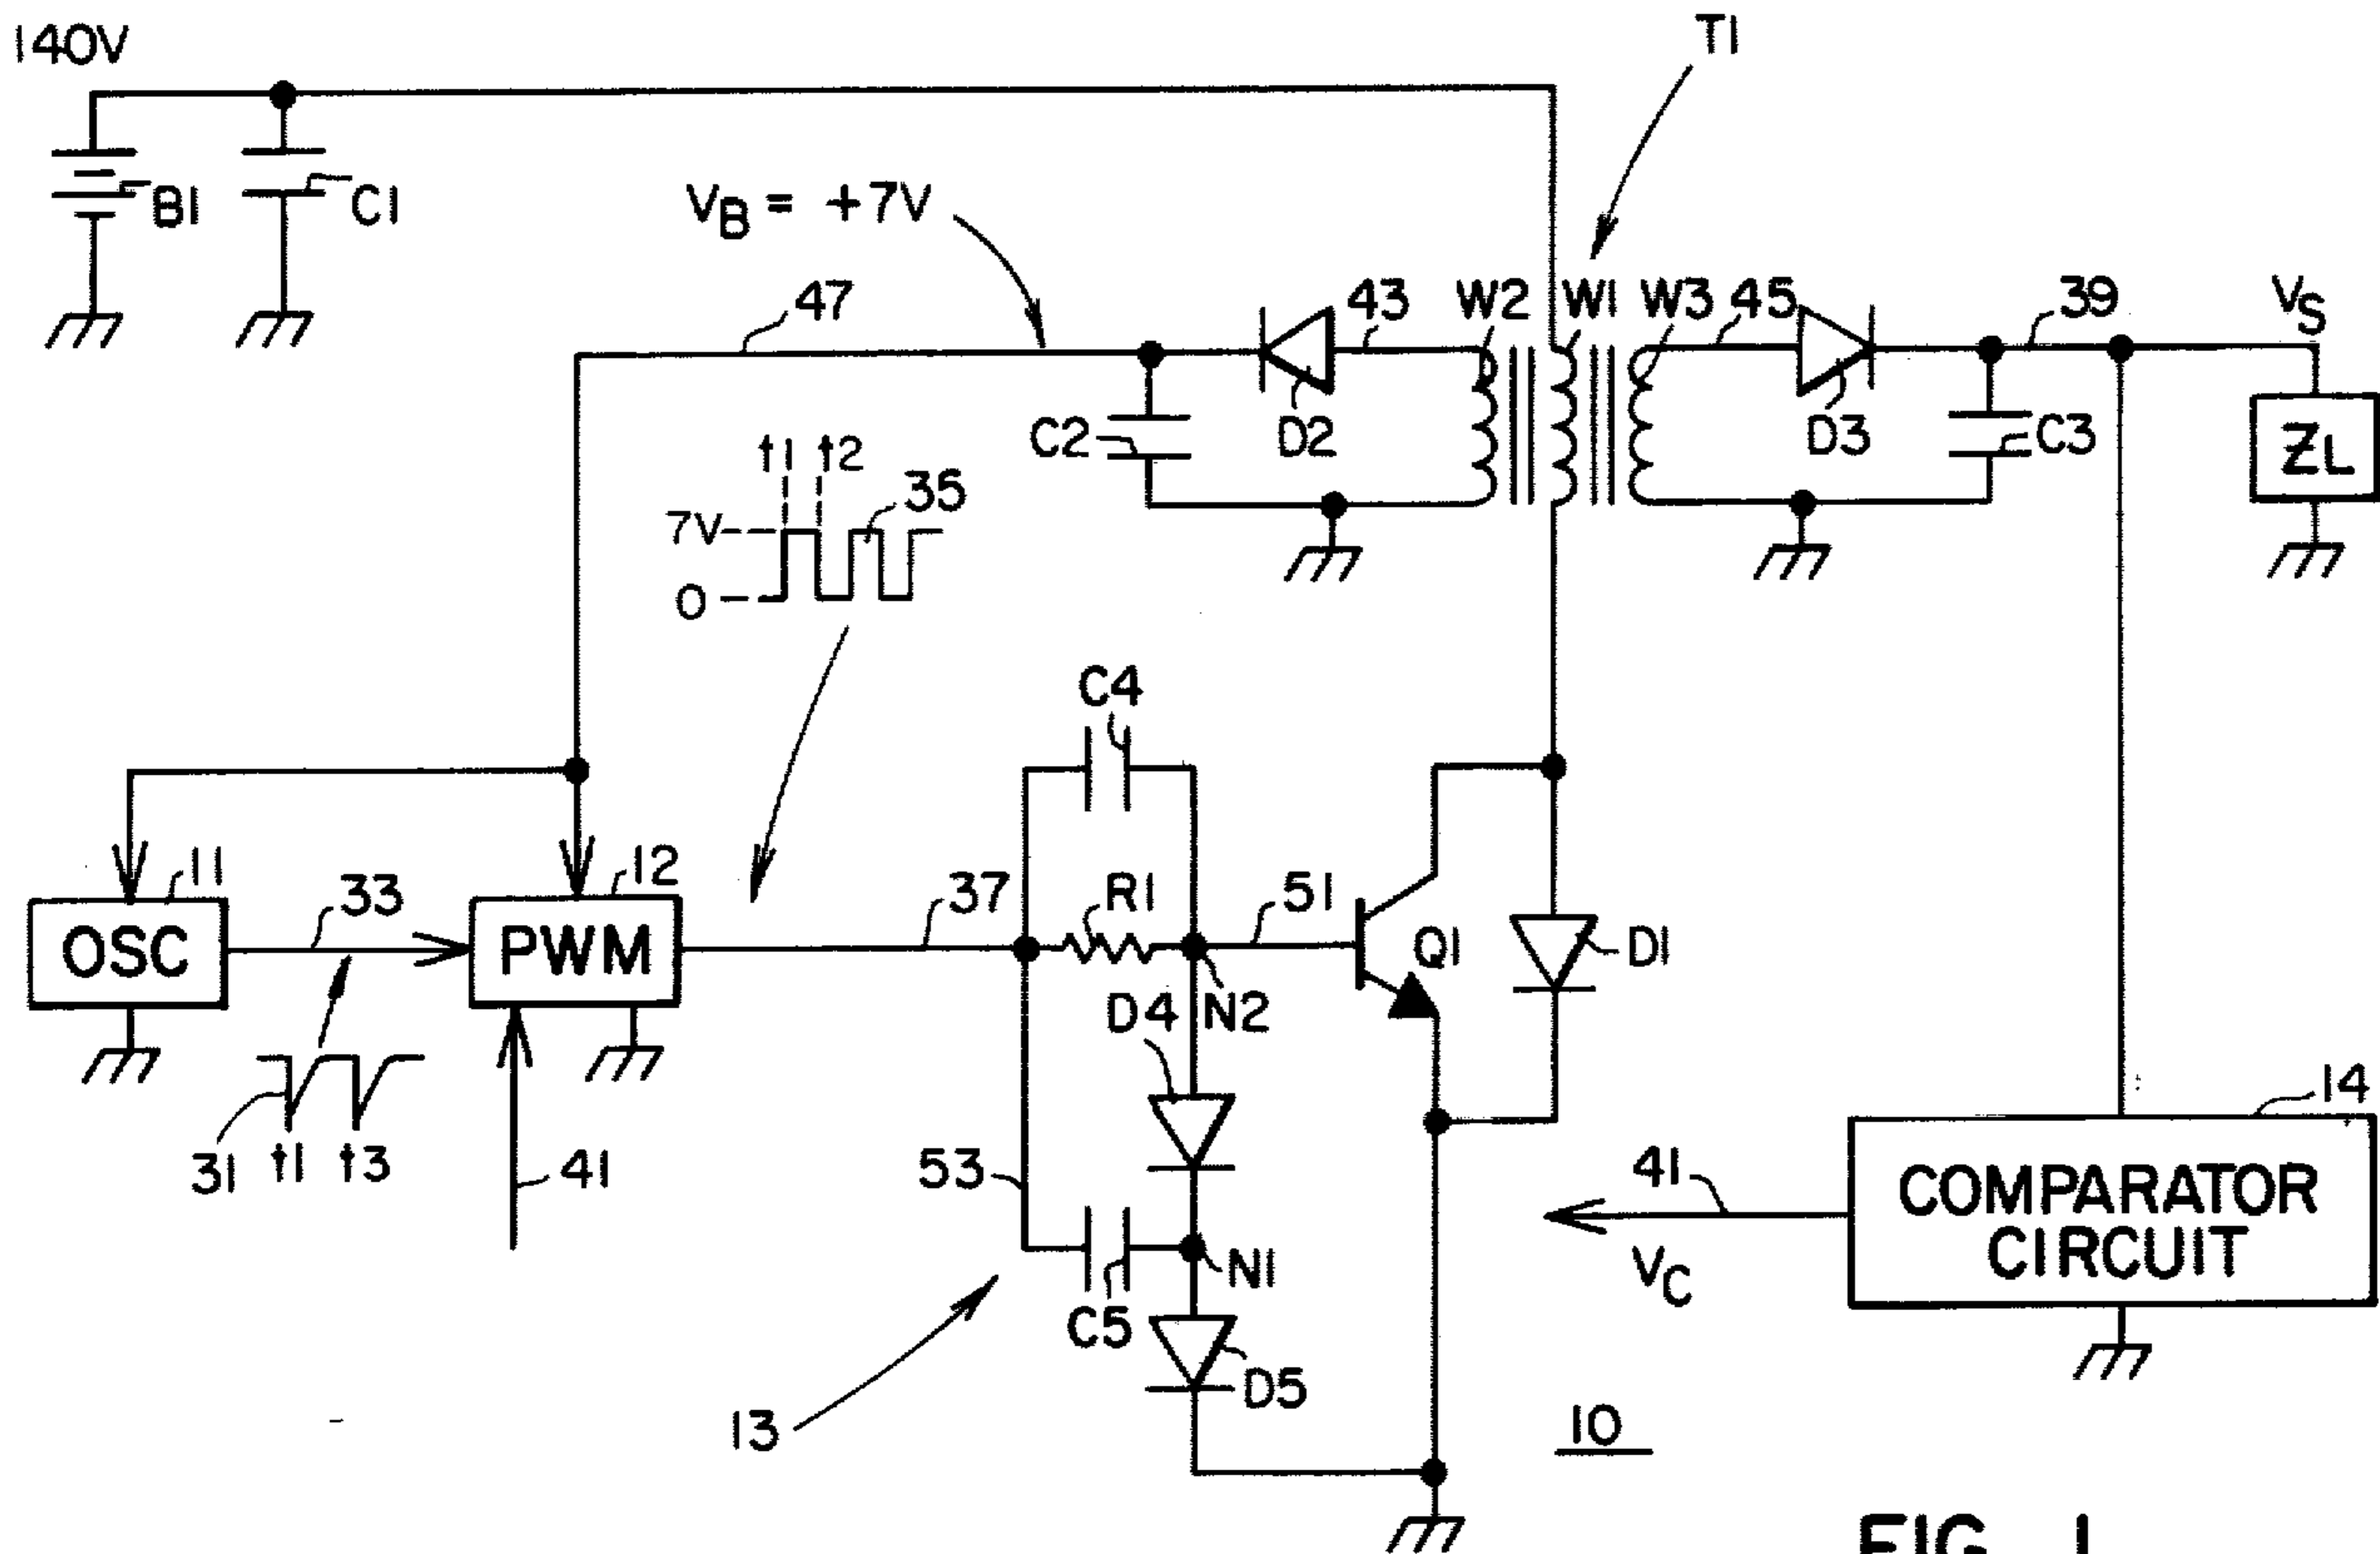 140V
T1
B1
C1
VB = +7V
47
43
W2
W1
W3
45
39
VS
C2
D2
D3
C3
ZL
t1 t2
7V
35
0
C4
11
33
12
37
R1
51
OSC
PWM
Q1
D1
D4
N2
31
t1 t3
41
53
41
14
COMPARATOR
CIRCUIT
VC
N1
C5
D5
13
10
FIG. 1